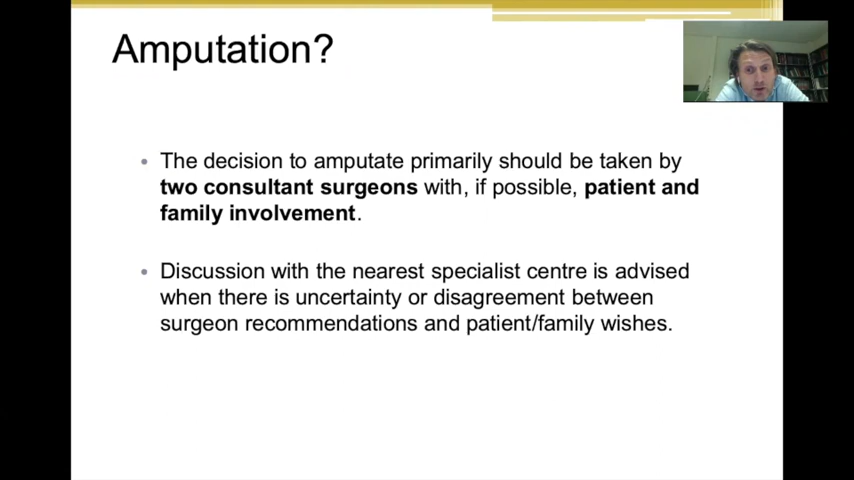 Amputation?
• The decision to amputate primarily should be taken by
two consultant surgeons with, if possible, patient and
family involvement.
• Discussion with the nearest specialist centre is advised
when there is uncertainty or disagreement between
surgeon recommendations and patient/family wishes.